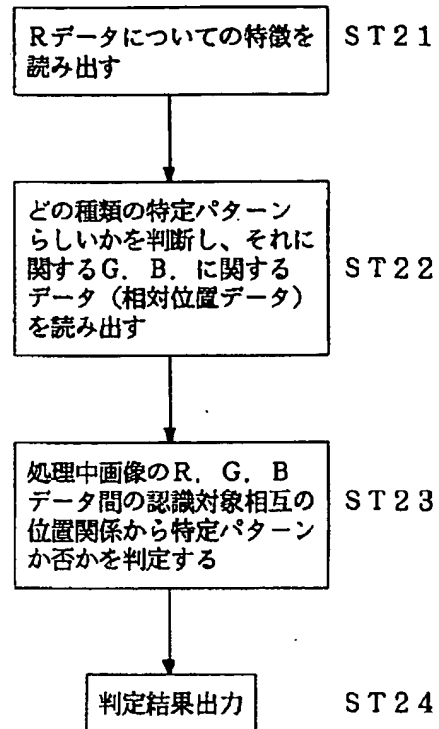 Rデータについての特徴を
読み出す
ST21
どの種類の特定パターン
らしいかを判断し、それに
関するG．B．に関する
データ（相対位置データ）
を読み出す
ST22
処理中画像のR．G．B
データ間の認識対象相互の
位置関係から特定パターン
か否かを判定する
ST23
判定結果出力
ST24